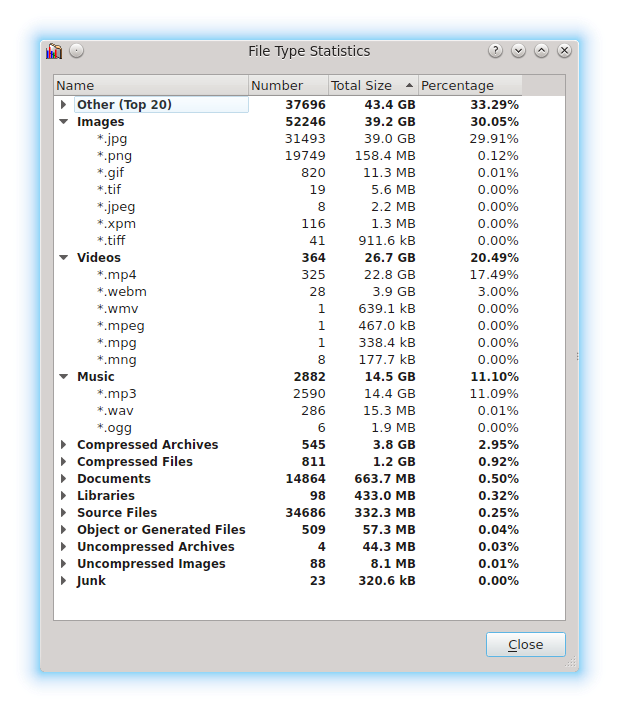 File Type Statistics
Name Number Total Size Percentage
Other (Top 20) 37696 43.4 GB 33.29%
Images 52246 39.2 GB 30.05%
*.jpg 31493 39.0 GB 29.91%
*.png 19749 158.4 MB 0.12%
*.gif 820 11.3 MB 0.01%
*.tif 19 5.6 MB 0.00%
*.jpeg 8 2.2 MB 0.00%
*.xpm 116 1.3 MB 0.00%
*.tiff 41 911.6 kB 0.00%
Videos 364 26.7 GB 20.49%
*.mp4 325 22.8 GB 17.49%
*.webm 28 3.9 GB 3.00%
*.wmv 1 639.1 kB 0.00%
*.mpeg 1 467.0 kB 0.00%
*.mpg 1 338.4 kB 0.00%
*.mng 8 177.7 kB 0.00%
Music 2882 14.5 GB 11.10%
*.mp3 2590 14.4 GB 11.09%
*.wav 286 15.3 MB 0.01%
*.ogg 6 1.9 MB 0.00%
Compressed Archives 545 3.8 GB 2.95%
Compressed Files 811 1.2 GB 0.92%
Documents 14864 663.7 MB 0.50%
Libraries 98 433.0 MB 0.32%
Source Files 34686 332.3 MB 0.25%
Object or Generated Files 509 57.3 MB 0.04%
Uncompressed Archives 4 44.3 MB 0.03%
Uncompressed Images 88 8.1 MB 0.01%
Junk 23 320.6 kB 0.00%
Close